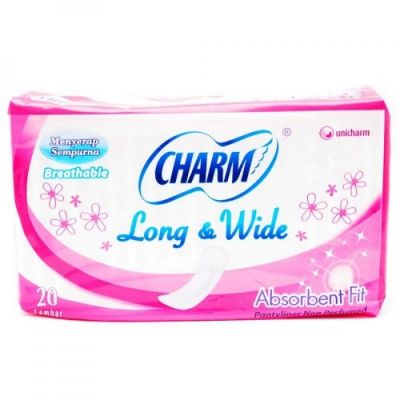 Menyerap
Sempurna
Breathable
CHARM®
unicharm
Long & Wide
20
Lembar
Absorbent Fit
Pantyliner Non Perfumed